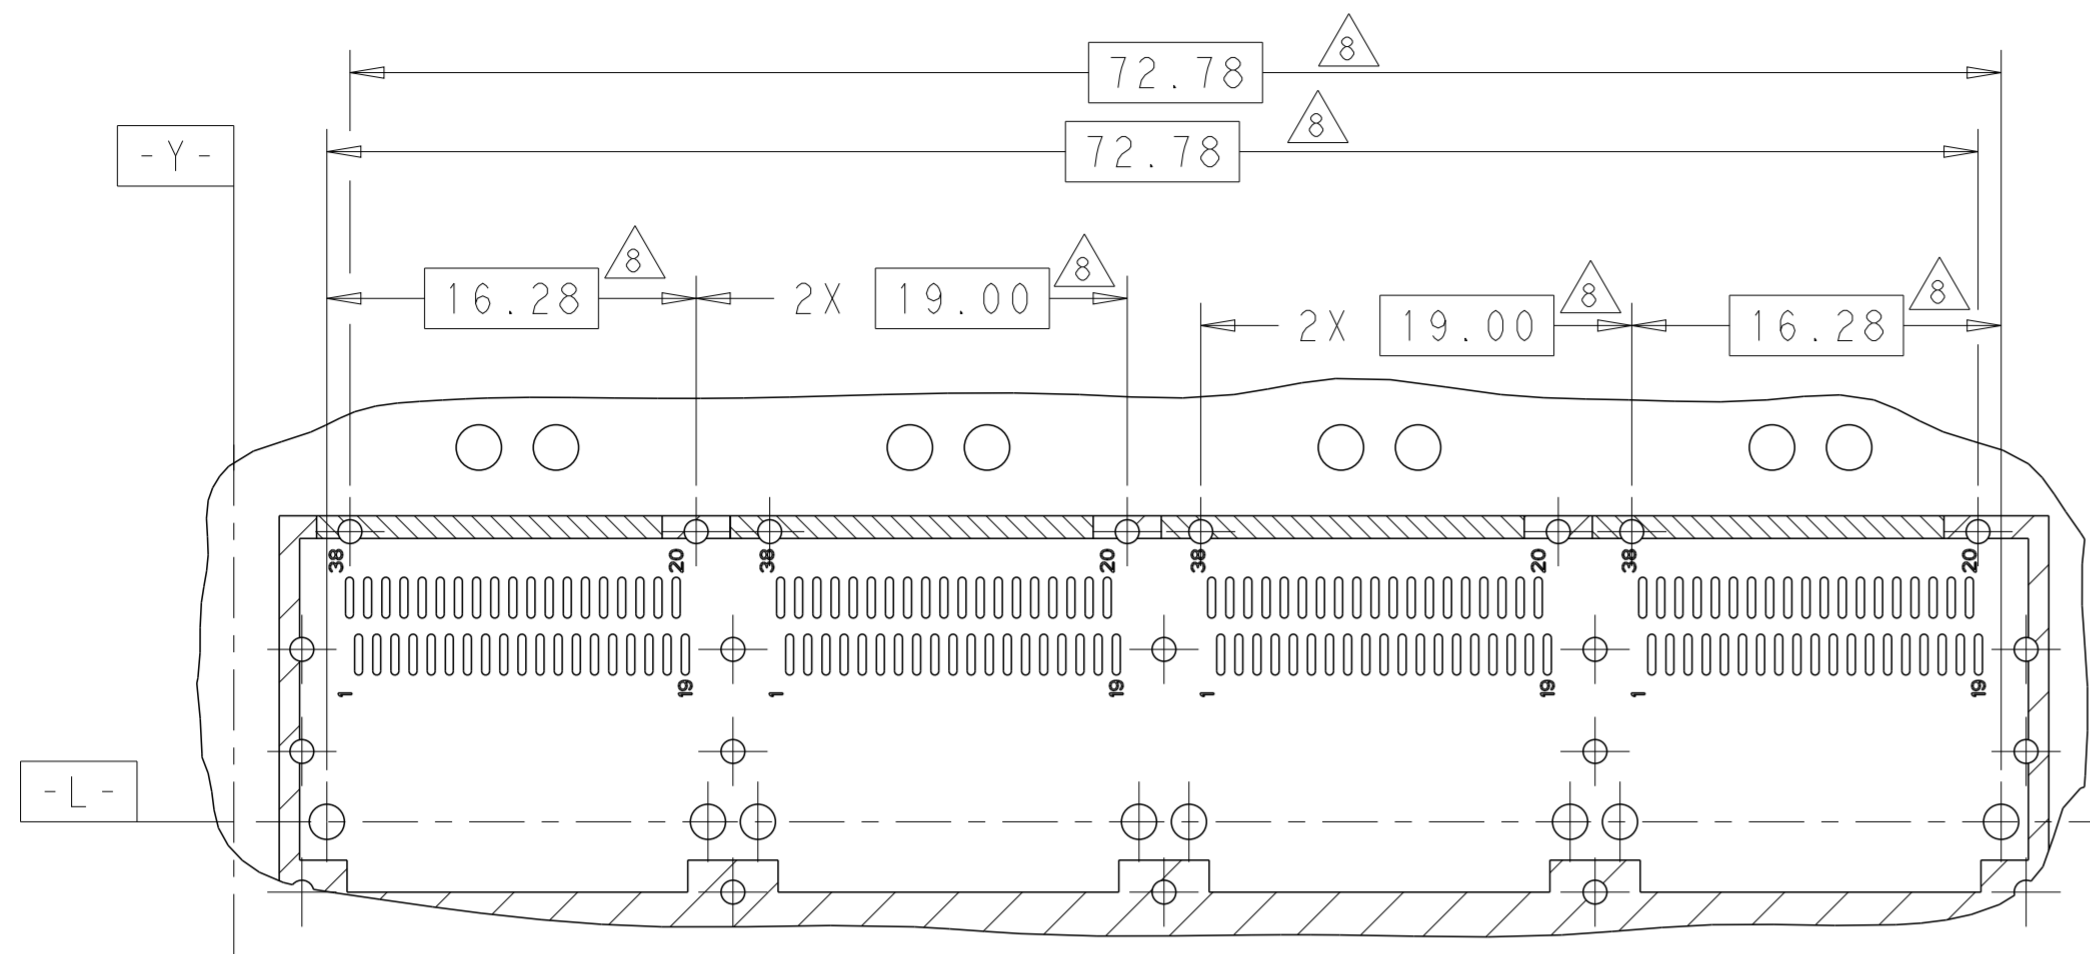 72.78 8
72.78 8
-Y-
16.28 8 2X 19.00 8
2X 19.00 8 16.28 8
38 20 38 20 38 20 38 20
1 19 1 19 1 19 1 19
-L-